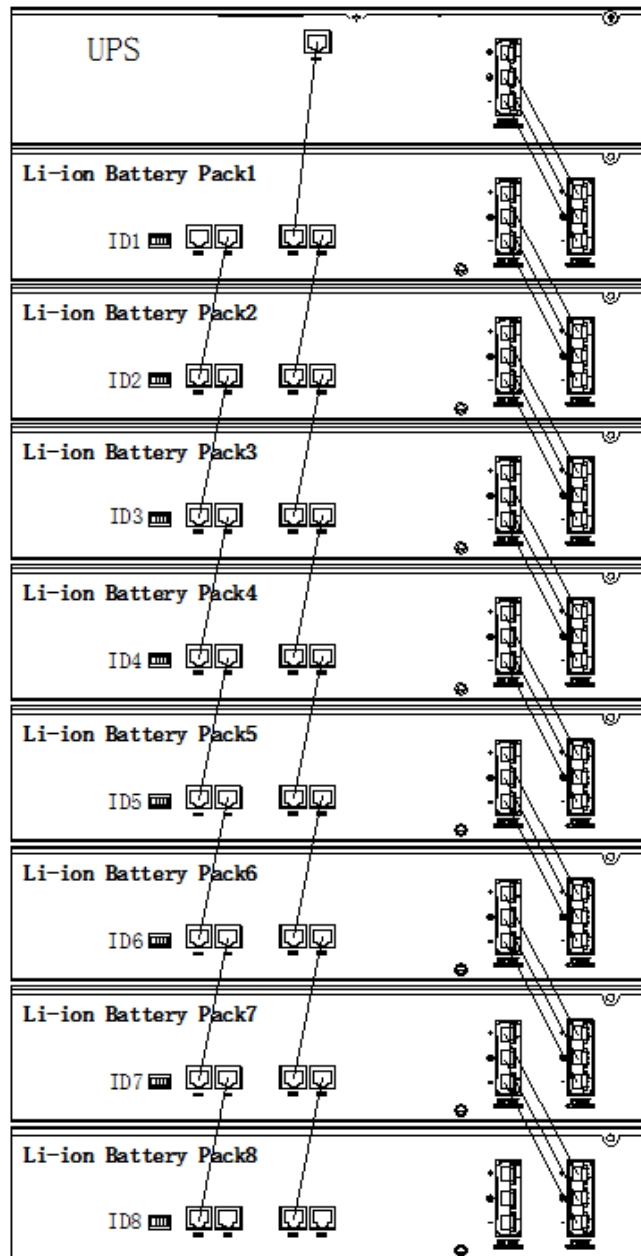 UPS
Li-ion Battery Pack1
ID1
Li-ion Battery Pack2
ID2
Li-ion Battery Pack3
ID3
Li-ion Battery Pack4
ID4
Li-ion Battery Pack5
ID5
Li-ion Battery Pack6
ID6
Li-ion Battery Pack7
ID7
Li-ion Battery Pack8
ID8